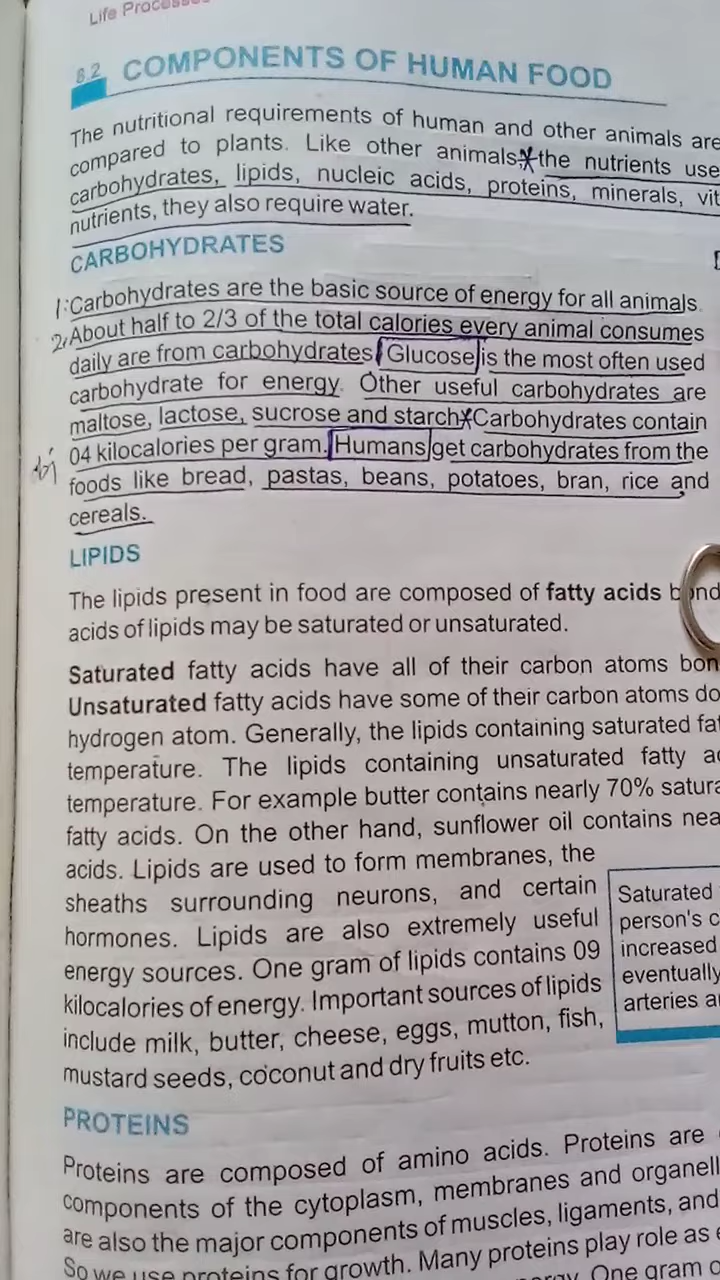 Life Processes
8.2 COMPONENTS OF HUMAN FOOD
The nutritional requirements of human and other animals are
compared to plants. Like other animals, the nutrients use
carbohydrates, lipids, nucleic acids, proteins, minerals, vit
nutrients, they also require water.
CARBOHYDRATES
1: Carbohydrates are the basic source of energy for all animals.
2, About half to 2/3 of the total calories every animal consumes
daily are from carbohydrates. Glucose is the most often used
carbohydrate for energy. Other useful carbohydrates are
maltose, lactose, sucrose and starch. Carbohydrates contain
04 kilocalories per gram. Humans get carbohydrates from the
foods like bread, pastas, beans, potatoes, bran, rice and
cereals.
LIPIDS
The lipids present in food are composed of fatty acids bond
acids of lipids may be saturated or unsaturated.
Saturated fatty acids have all of their carbon atoms bon
Unsaturated fatty acids have some of their carbon atoms do
hydrogen atom. Generally, the lipids containing saturated fat
temperature. The lipids containing unsaturated fatty ac
temperature. For example butter contains nearly 70% satura
fatty acids. On the other hand, sunflower oil contains nea
acids. Lipids are used to form membranes, the
sheaths surrounding neurons, and certain
hormones. Lipids are also extremely useful
energy sources. One gram of lipids contains 09
kilocalories of energy. Important sources of lipids
include milk, butter, cheese, eggs, mutton, fish,
mustard seeds, coconut and dry fruits etc.
Saturated
person's c
increased
eventually
arteries a
PROTEINS
Proteins are composed of amino acids. Proteins are
components of the cytoplasm, membranes and organell
are also the major components of muscles, ligaments, and
So we use proteins for growth. Many proteins play role as e
One gram o